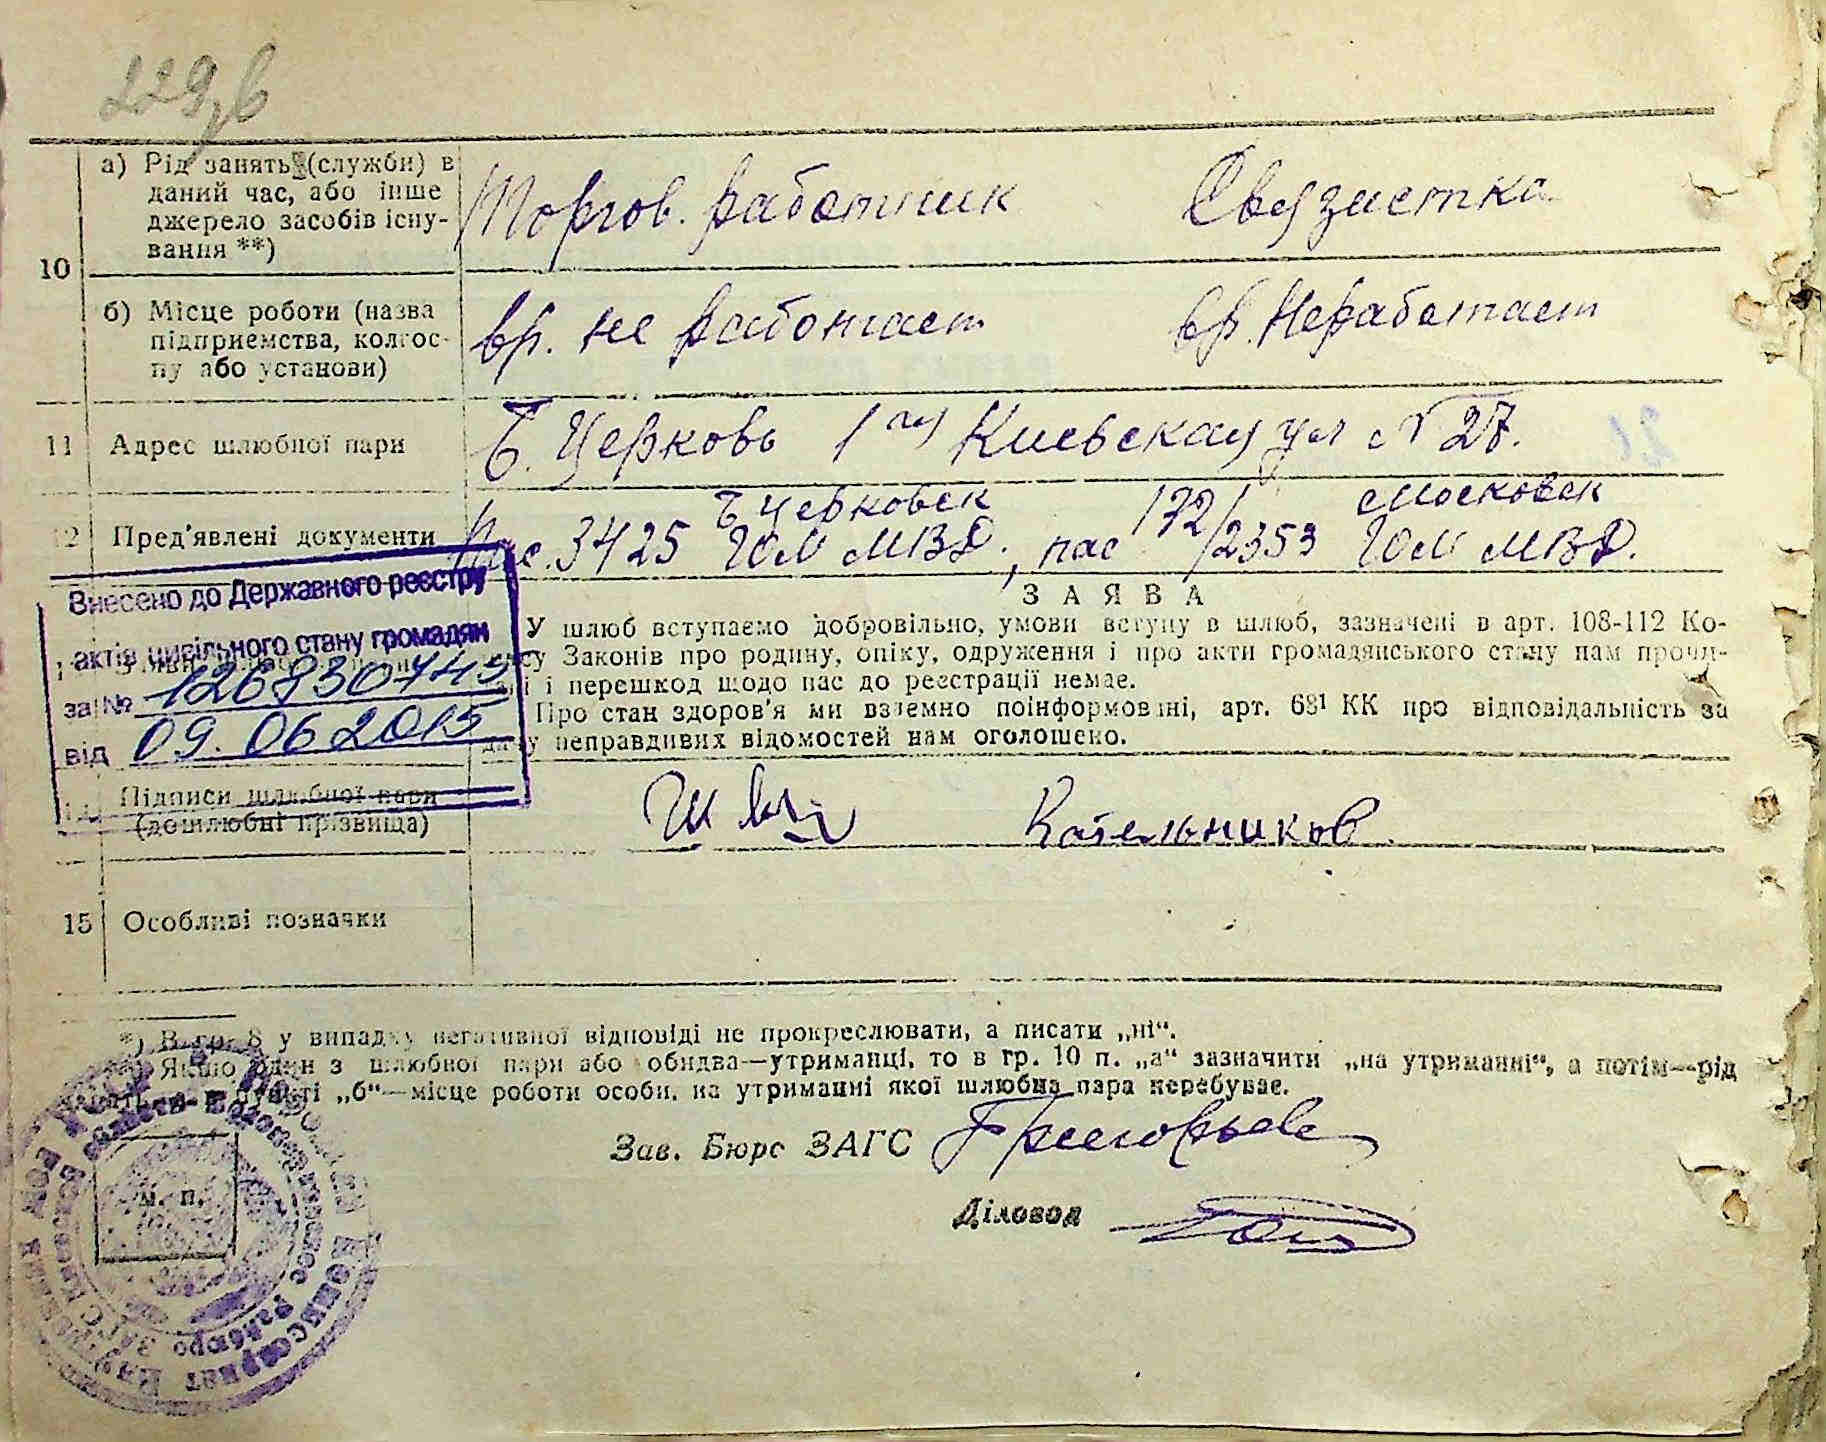 229,в
а) Рід занять (служби) в
даний час, або інше
джерело засобів існу-
вання **)
Торгов. работник Связистка
10
б) Місце роботи (назва
підприємства, колгос-
пу або установи)
вр. не работает вр. Неработает
11 Адрес шлюбної пари
Б. Церковь 1ая Киевская ул № 27.
12 Пред'явлені документи
Б Церковск Московск
Пас. 3425 ГОМ МВД., пас 172/2353 ГОМ МВД.
ЗАЯВА
У шлюб вступаємо добровільно, умови вступу в шлюб, зазначені в арт. 108-112 Ко-
су Законів про родину, опіку, одруження і про акти громадянського стану нам прочи-
і перешкод щодо нас до реєстрації немає.
Про стан здоров'я ми взаємно поінформовані, арт. 68¹ КК про відповідальність за
неправдивих відомостей нам оголошено.
Внесено до Державного реєстру
актів цивільного стану громадян
за № 1268307
від 09.06 2015
Підписи шлюбної пари
(дошлюбні прізвища)
Котельников
15 Особливі позначки
*) В гр. 8 у випадку негативної відповіді не прокреслювати, а писати „ні“.
Якщо один з шлюбної пари або обидва—утриманці, то в гр. 10 п. „а“ зазначити „на утриманні“, а потім—рід
пункті „б“—місце роботи особи, на утриманні якої шлюбна пара перебуває.
Зав. Бюро ЗАГС
Діловод
м. п.